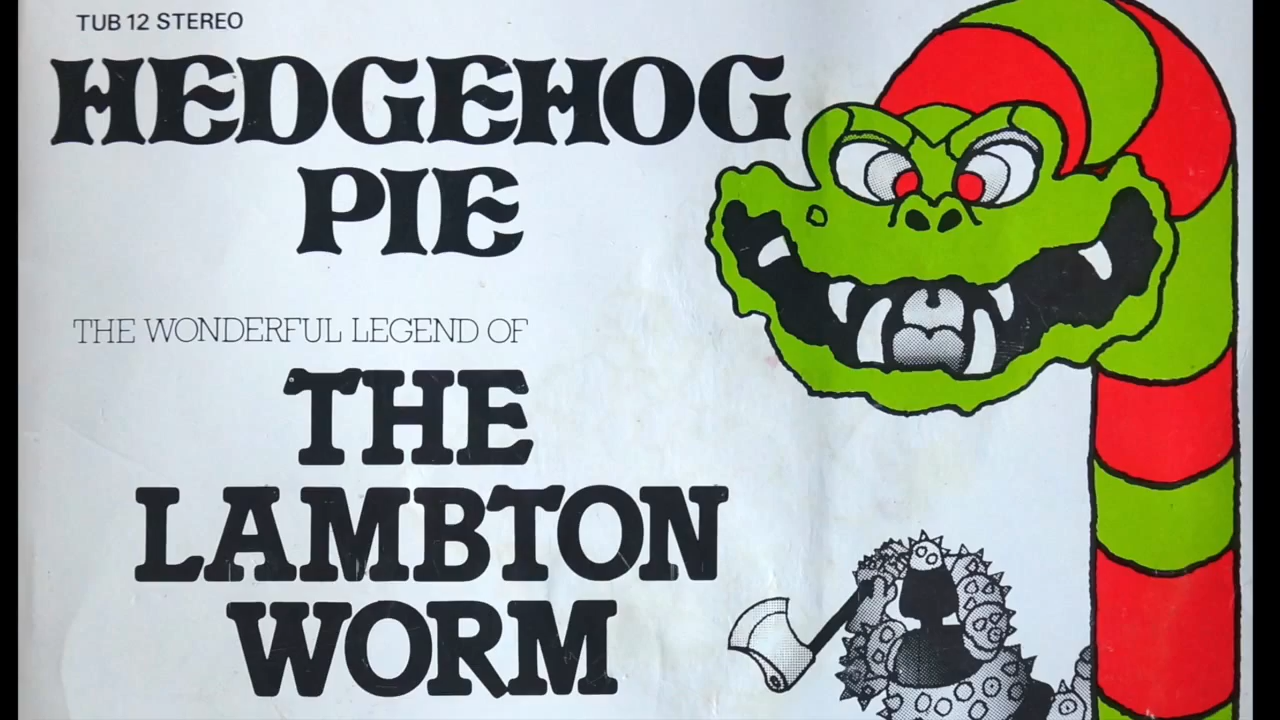 TUB 12 STEREO
HEDGEHOG
PIE
THE WONDERFUL LEGEND OF
THE
LAMBTON
WORM